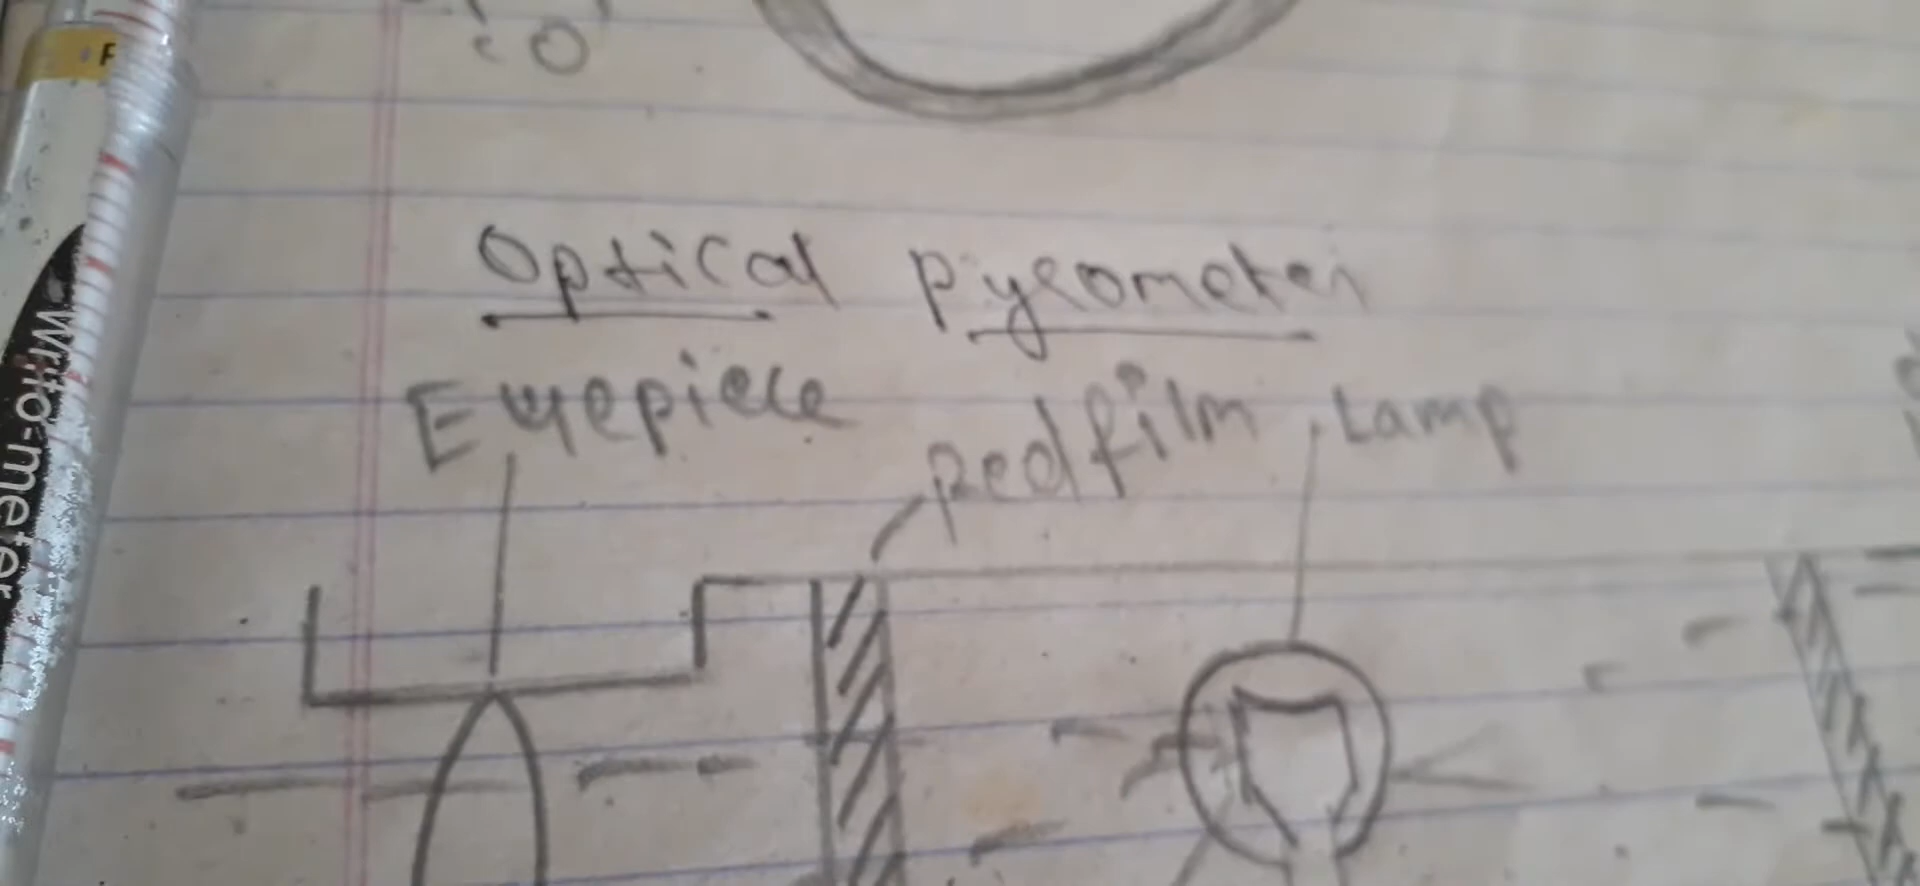 Optical Pyrometer
Eyepiece
Redfilm
Lamp
Writo-meter